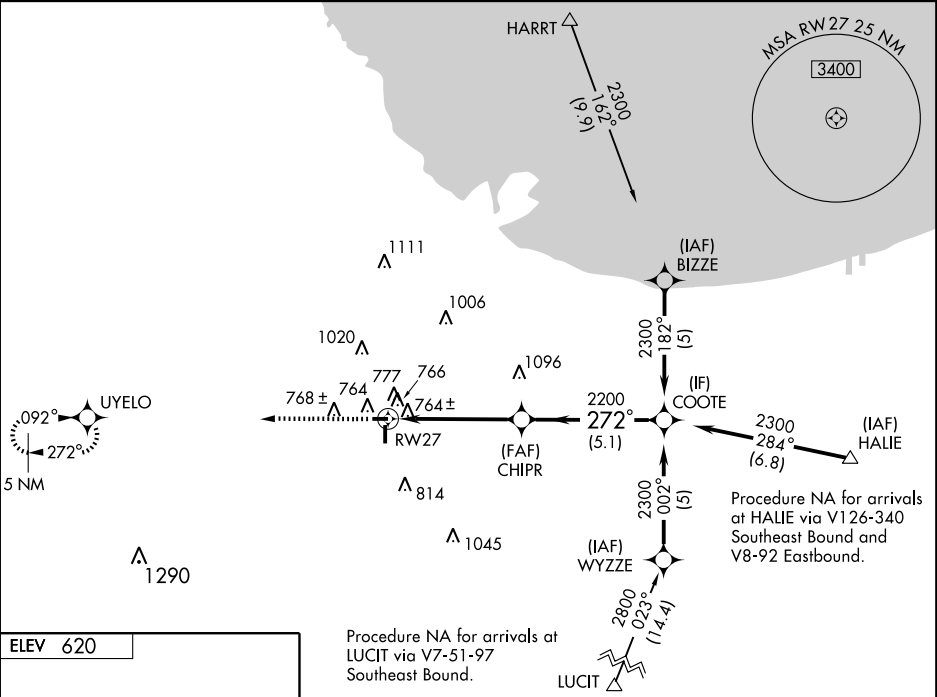 HARRT
2300
162°
(9.9)
MSA RW27 25 NM
3400
1111
(IAF)
BIZZE
1006
2300
182°
(5)
1020
1096
777
766
(IF)
COOTE
768 ±
764
764 ±
092°
UYELO
2200
272°
(5.1)
RW27
2300
284°
(6.8)
(IAF)
HALIE
272°
(FAF)
CHIPR
5 NM
814
2300
002°
(5)
Procedure NA for arrivals
at HALIE via V126-340
Southeast Bound and
V8-92 Eastbound.
1045
(IAF)
WYZZE
1290
2800
023°
(14.4)
ELEV 620
Procedure NA for arrivals at
LUCIT via V7-51-97
Southeast Bound.
LUCIT